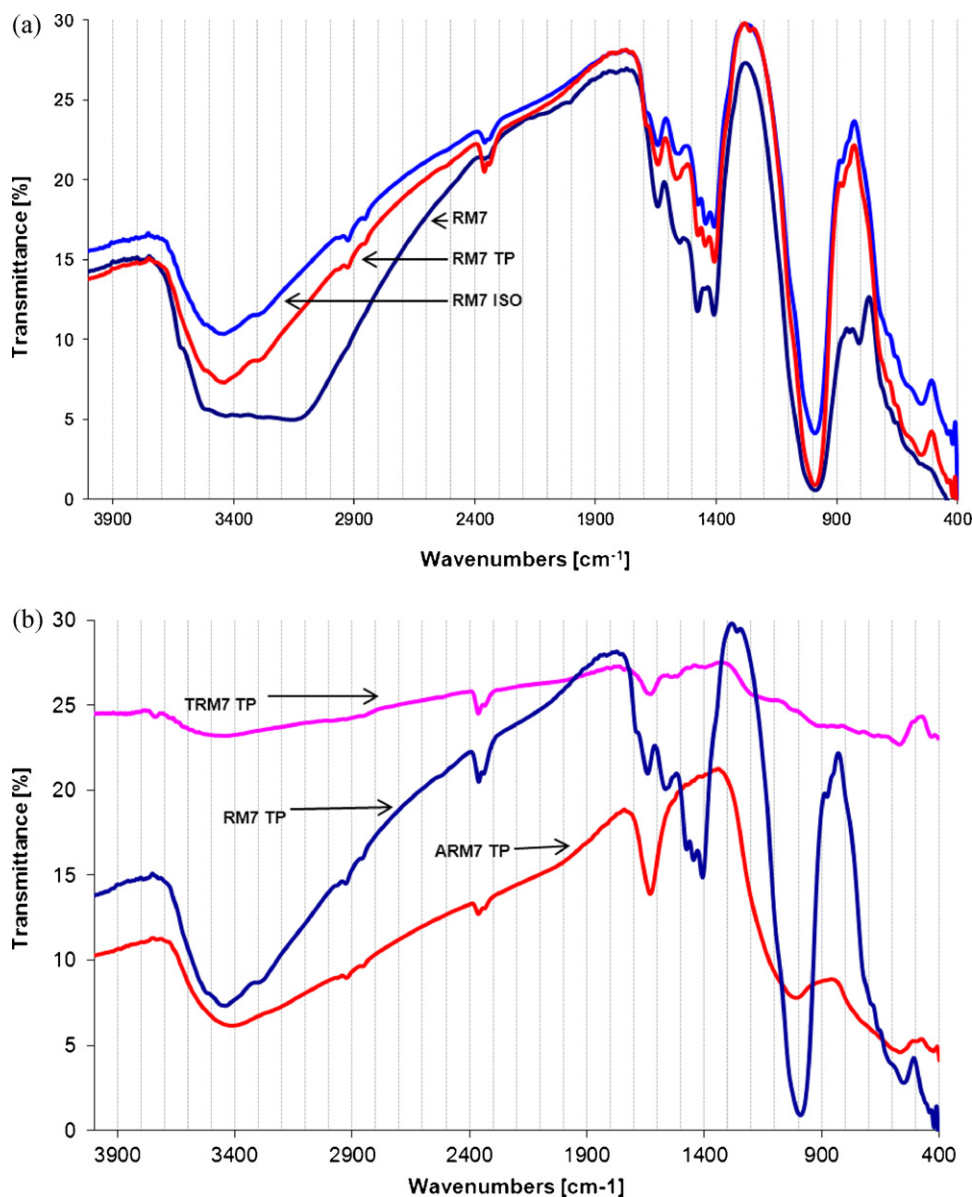 (a)
30
25
20
15
10
5
0
Transmittance [%]
RM7
RM7 TP
RM7 ISO
3900 3400 2900 2400 1900 1400 900 400
Wavenumbers [cm-1]
(b)
30
25
20
15
10
5
0
Transmittance [%]
TRM7 TP
RM7 TP
ARM7 TP
3900 3400 2900 2400 1900 1400 900 400
Wavenumbers [cm-1]